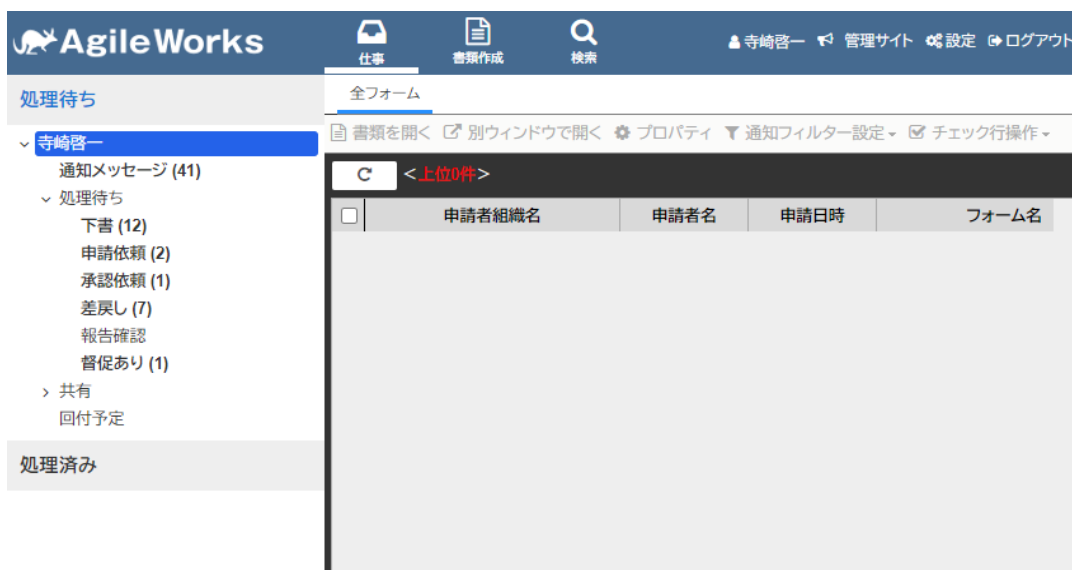 AgileWorks
仕事
書類作成
検索
寺崎啓一 管理サイト 設定 ログアウト
処理待ち
寺崎啓一
通知メッセージ (41)
処理待ち
下書 (12)
申請依頼 (2)
承認依頼 (1)
差戻し (7)
報告確認
督促あり (1)
共有
回付予定
処理済み
全フォーム
書類を開く 別ウィンドウで開く プロパティ 通知フィルター設定 チェック行操作
<上位0件>
申請者組織名 申請者名 申請日時 フォーム名